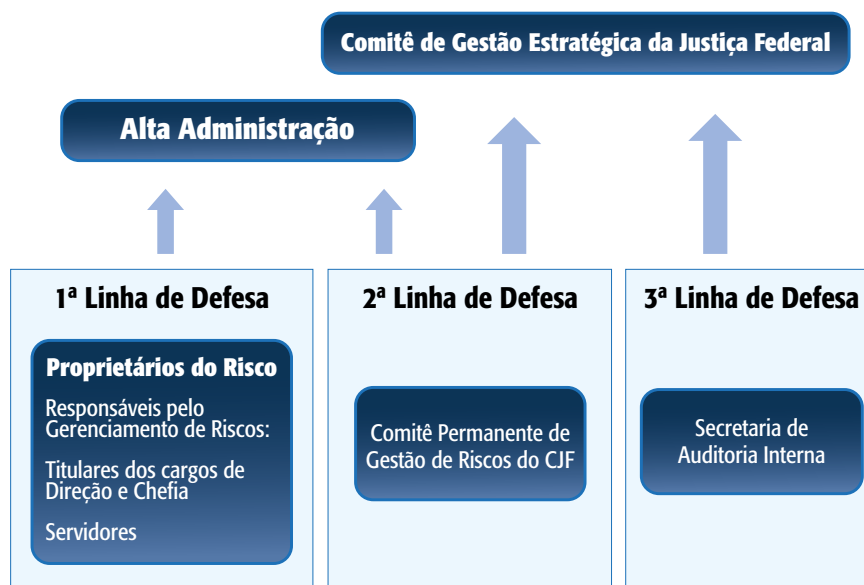 Comitê de Gestão Estratégica da Justiça Federal
Alta Administração
1ª Linha de Defesa
Proprietários do Risco
Responsáveis pelo
Gerenciamento de Riscos:
Titulares dos cargos de
Direção e Chefia
Servidores
2ª Linha de Defesa
Comitê Permanente de
Gestão de Riscos do CJF
3ª Linha de Defesa
Secretaria de
Auditoria Interna